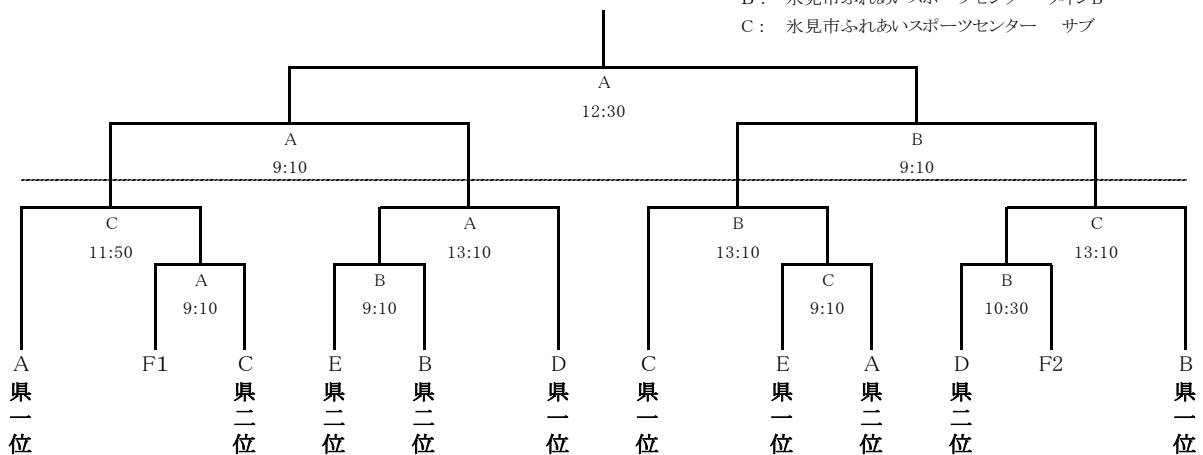 C： 氷見市ふれあいスポーツセンター サブ
A
12:30
A B
9:10 9:10
C A B C
11:50 13:10 13:10 13:10
A B C B
9:10 9:10 9:10 10:30
A F1 C E B D C E A D F2 B
県 県 県 県 県 県 県 県 県 県
一 二 二 二 一 一 一 二 二 一
位 位 位 位 位 位 位 位 位 位